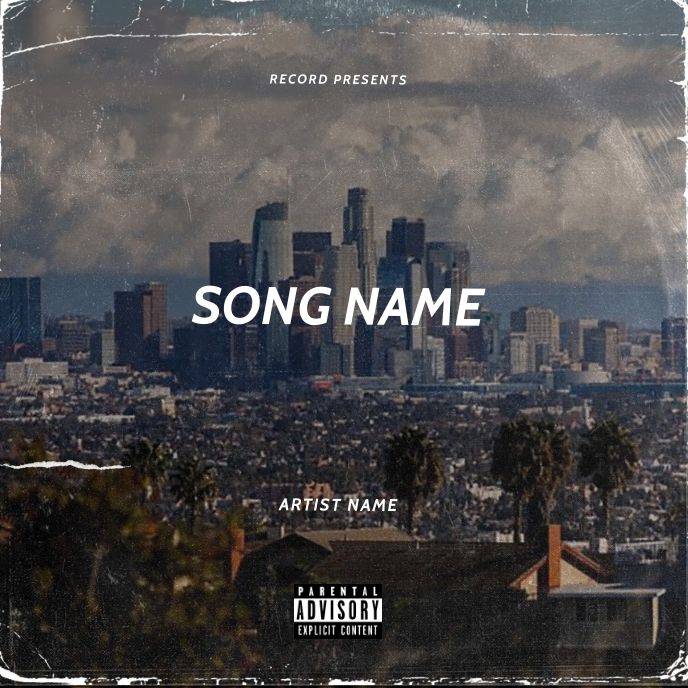 RECORD PRESENTS
SONG NAME
ARTIST NAME
PARENTAL
ADVISORY
EXPLICIT CONTENT